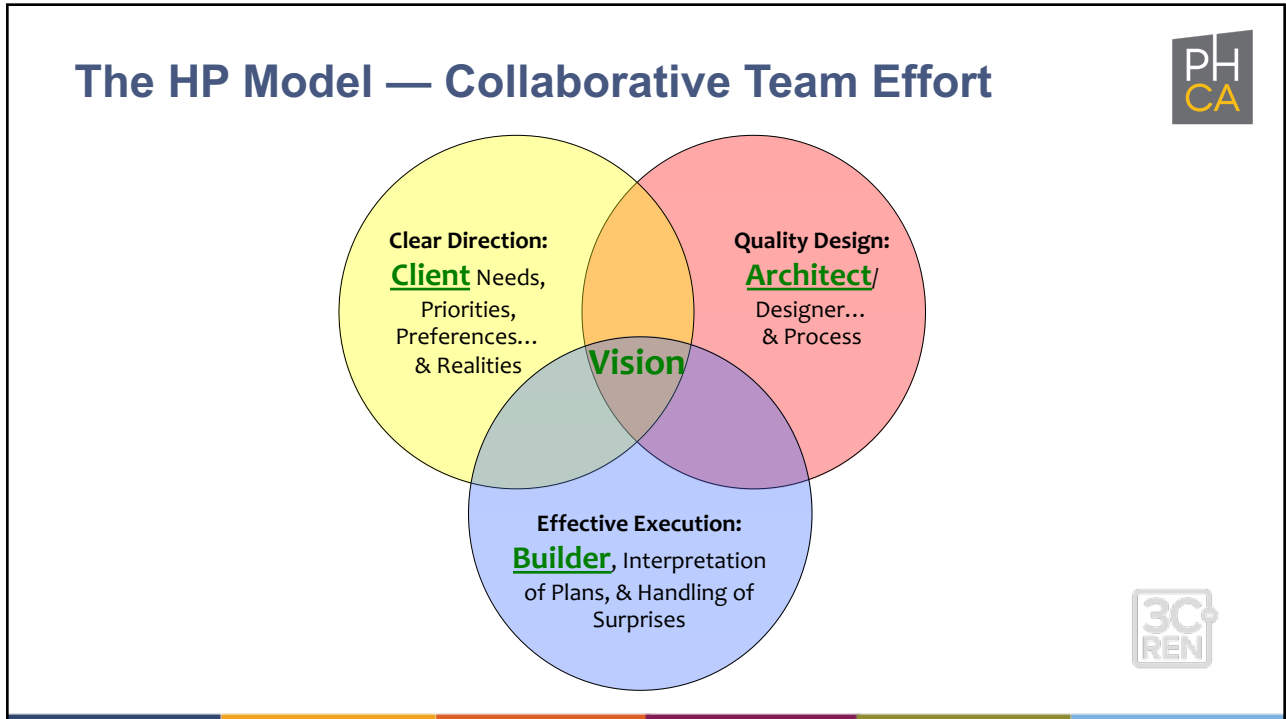 The HP Model — Collaborative Team Effort
PH
CA
Clear Direction:
Client Needs,
Priorities,
Preferences...
& Realities
Quality Design:
Architect/
Designer...
& Process
Vision
Effective Execution:
Builder, Interpretation
of Plans, & Handling of
Surprises
3C
REN